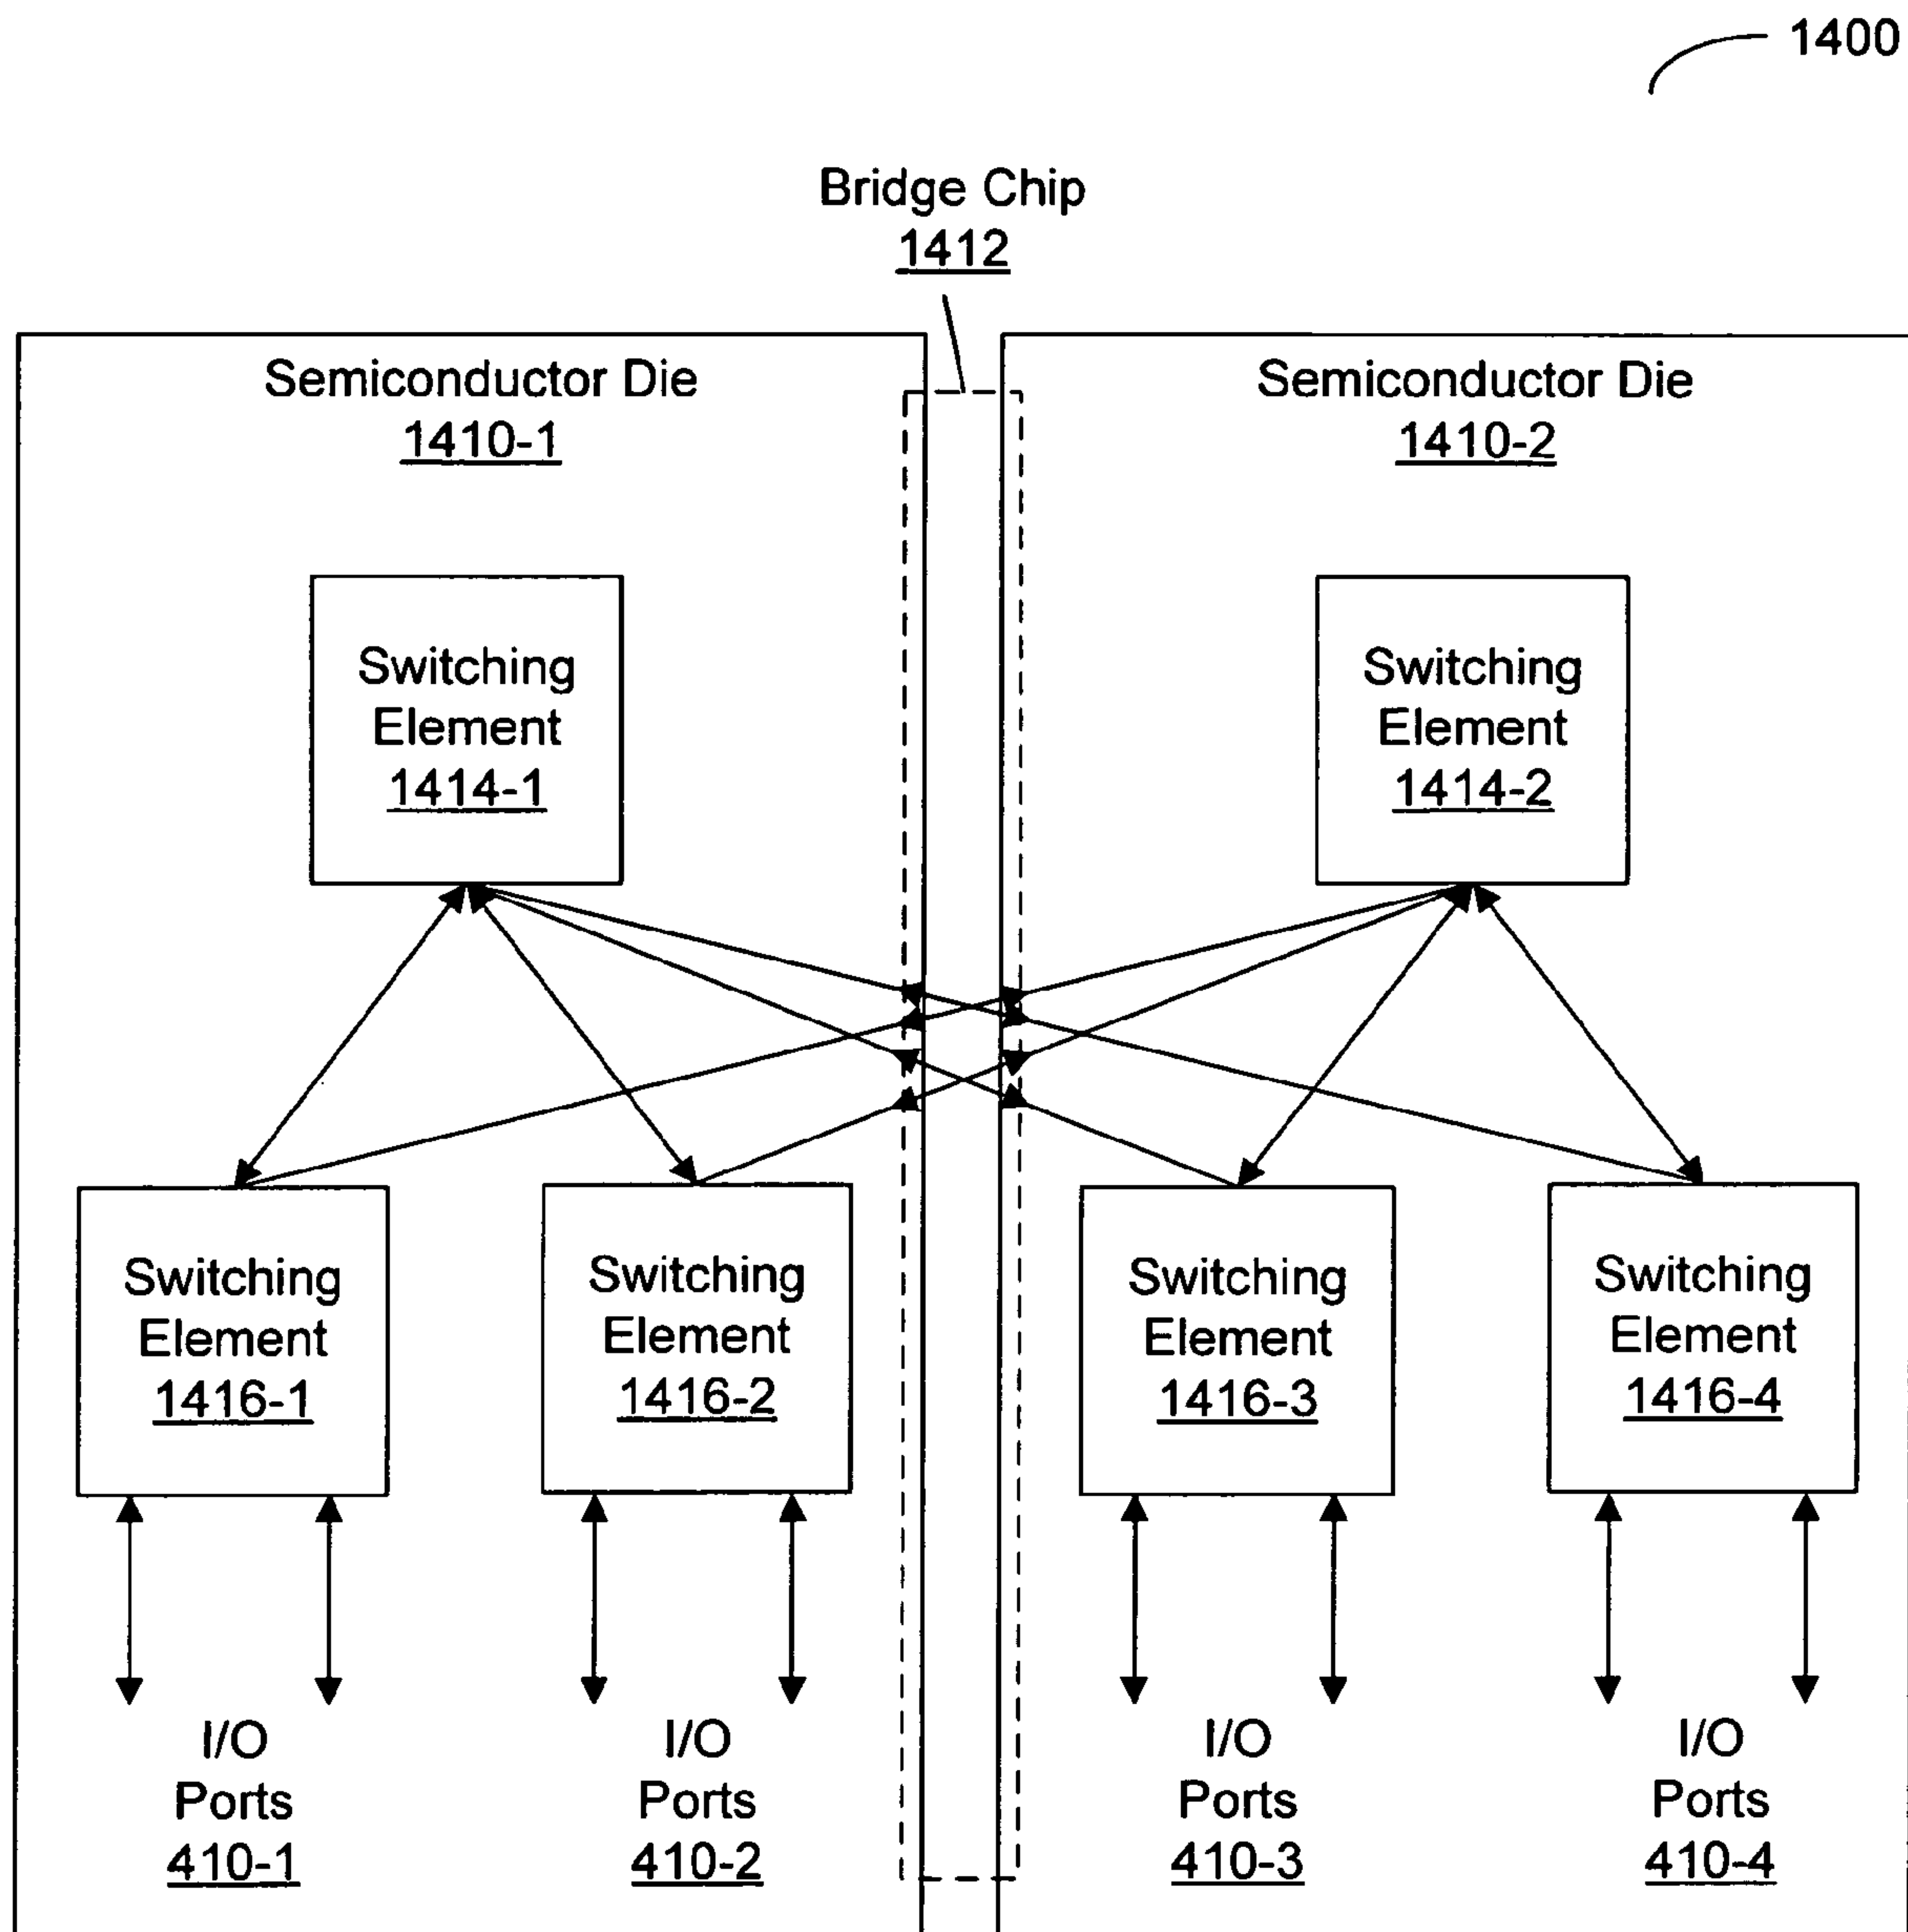 1400
Bridge Chip
1412
Semiconductor Die
1410-1
Semiconductor Die
1410-2
Switching
Element
1414-1
Switching
Element
1414-2
Switching
Element
1416-1
Switching
Element
1416-2
Switching
Element
1416-3
Switching
Element
1416-4
I/O
Ports
410-1
I/O
Ports
410-2
I/O
Ports
410-3
I/O
Ports
410-4